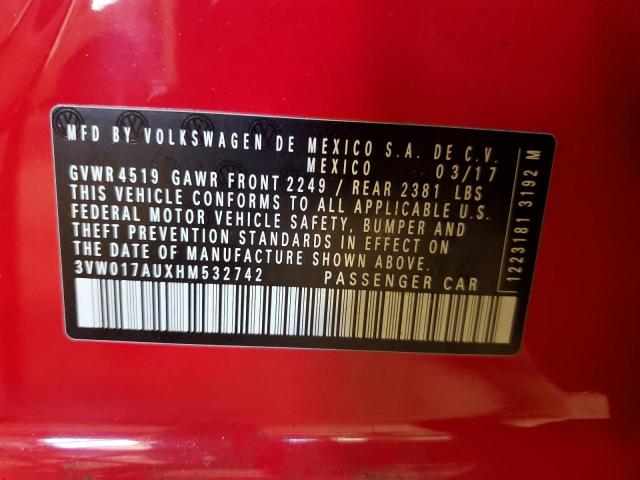 MFD BY VOLKSWAGEN DE MEXICO S.A. DE C.V.
MEXICO 03/17
GVWR4519 GAWR FRONT 2249 / REAR 2381 LBS
THIS VEHICLE CONFORMS TO ALL APPLICABLE U.S.
FEDERAL MOTOR VEHICLE SAFETY, BUMPER AND
THEFT PREVENTION STANDARDS IN EFFECT ON
THE DATE OF MANUFACTURE SHOWN ABOVE.
3VW017AUXHM532742 PASSENGER CAR
1223181 3192 M